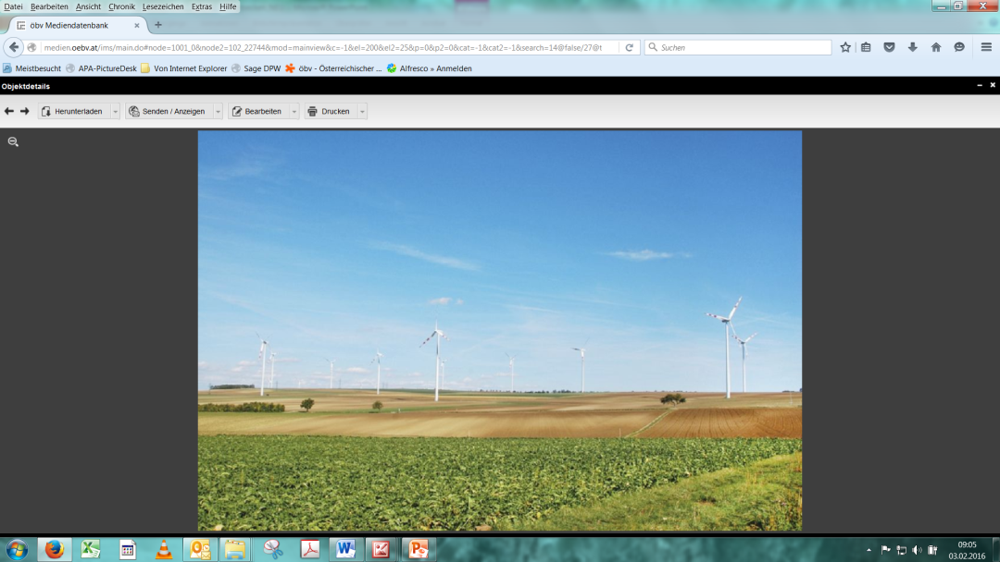 Datei Bearbeiten Ansicht Chronik Lesezeichen Extras Hilfe
öbv Mediendatenbank
medien.oebv.at/ims/main.do#node=1001_0&node2=102_22744&mod=mainview&c=-1&el=200&el2=25&p=0&p2=0&cat=-1&cat2=-1&search=14@false/27@t
Suchen
Meistbesucht APA-PictureDesk Von Internet Explorer Sage DPW öbv - Österreichischer ... Alfresco » Anmelden
Objektdetails
Herunterladen Senden / Anzeigen Bearbeiten Drucken
09:05
03.02.2016